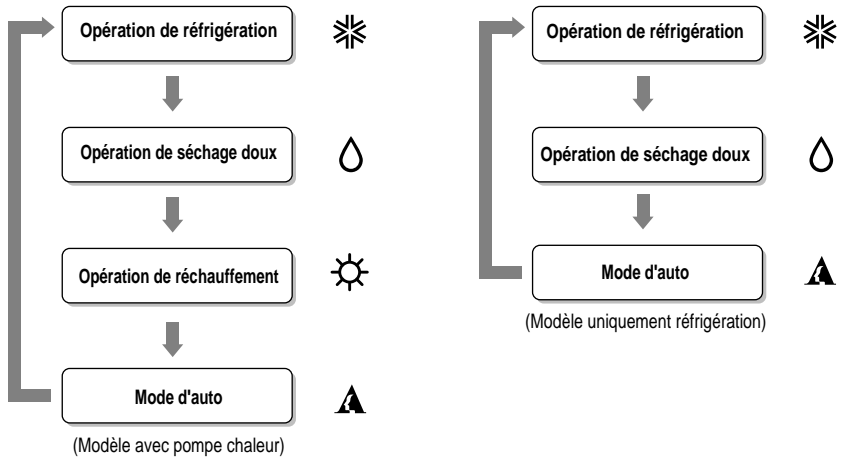 Opération de réfrigération
Opération de séchage doux
Opération de réchauffement
Mode d'auto
(Modèle avec pompe chaleur)
Opération de réfrigération
Opération de séchage doux
Mode d'auto
(Modèle uniquement réfrigération)